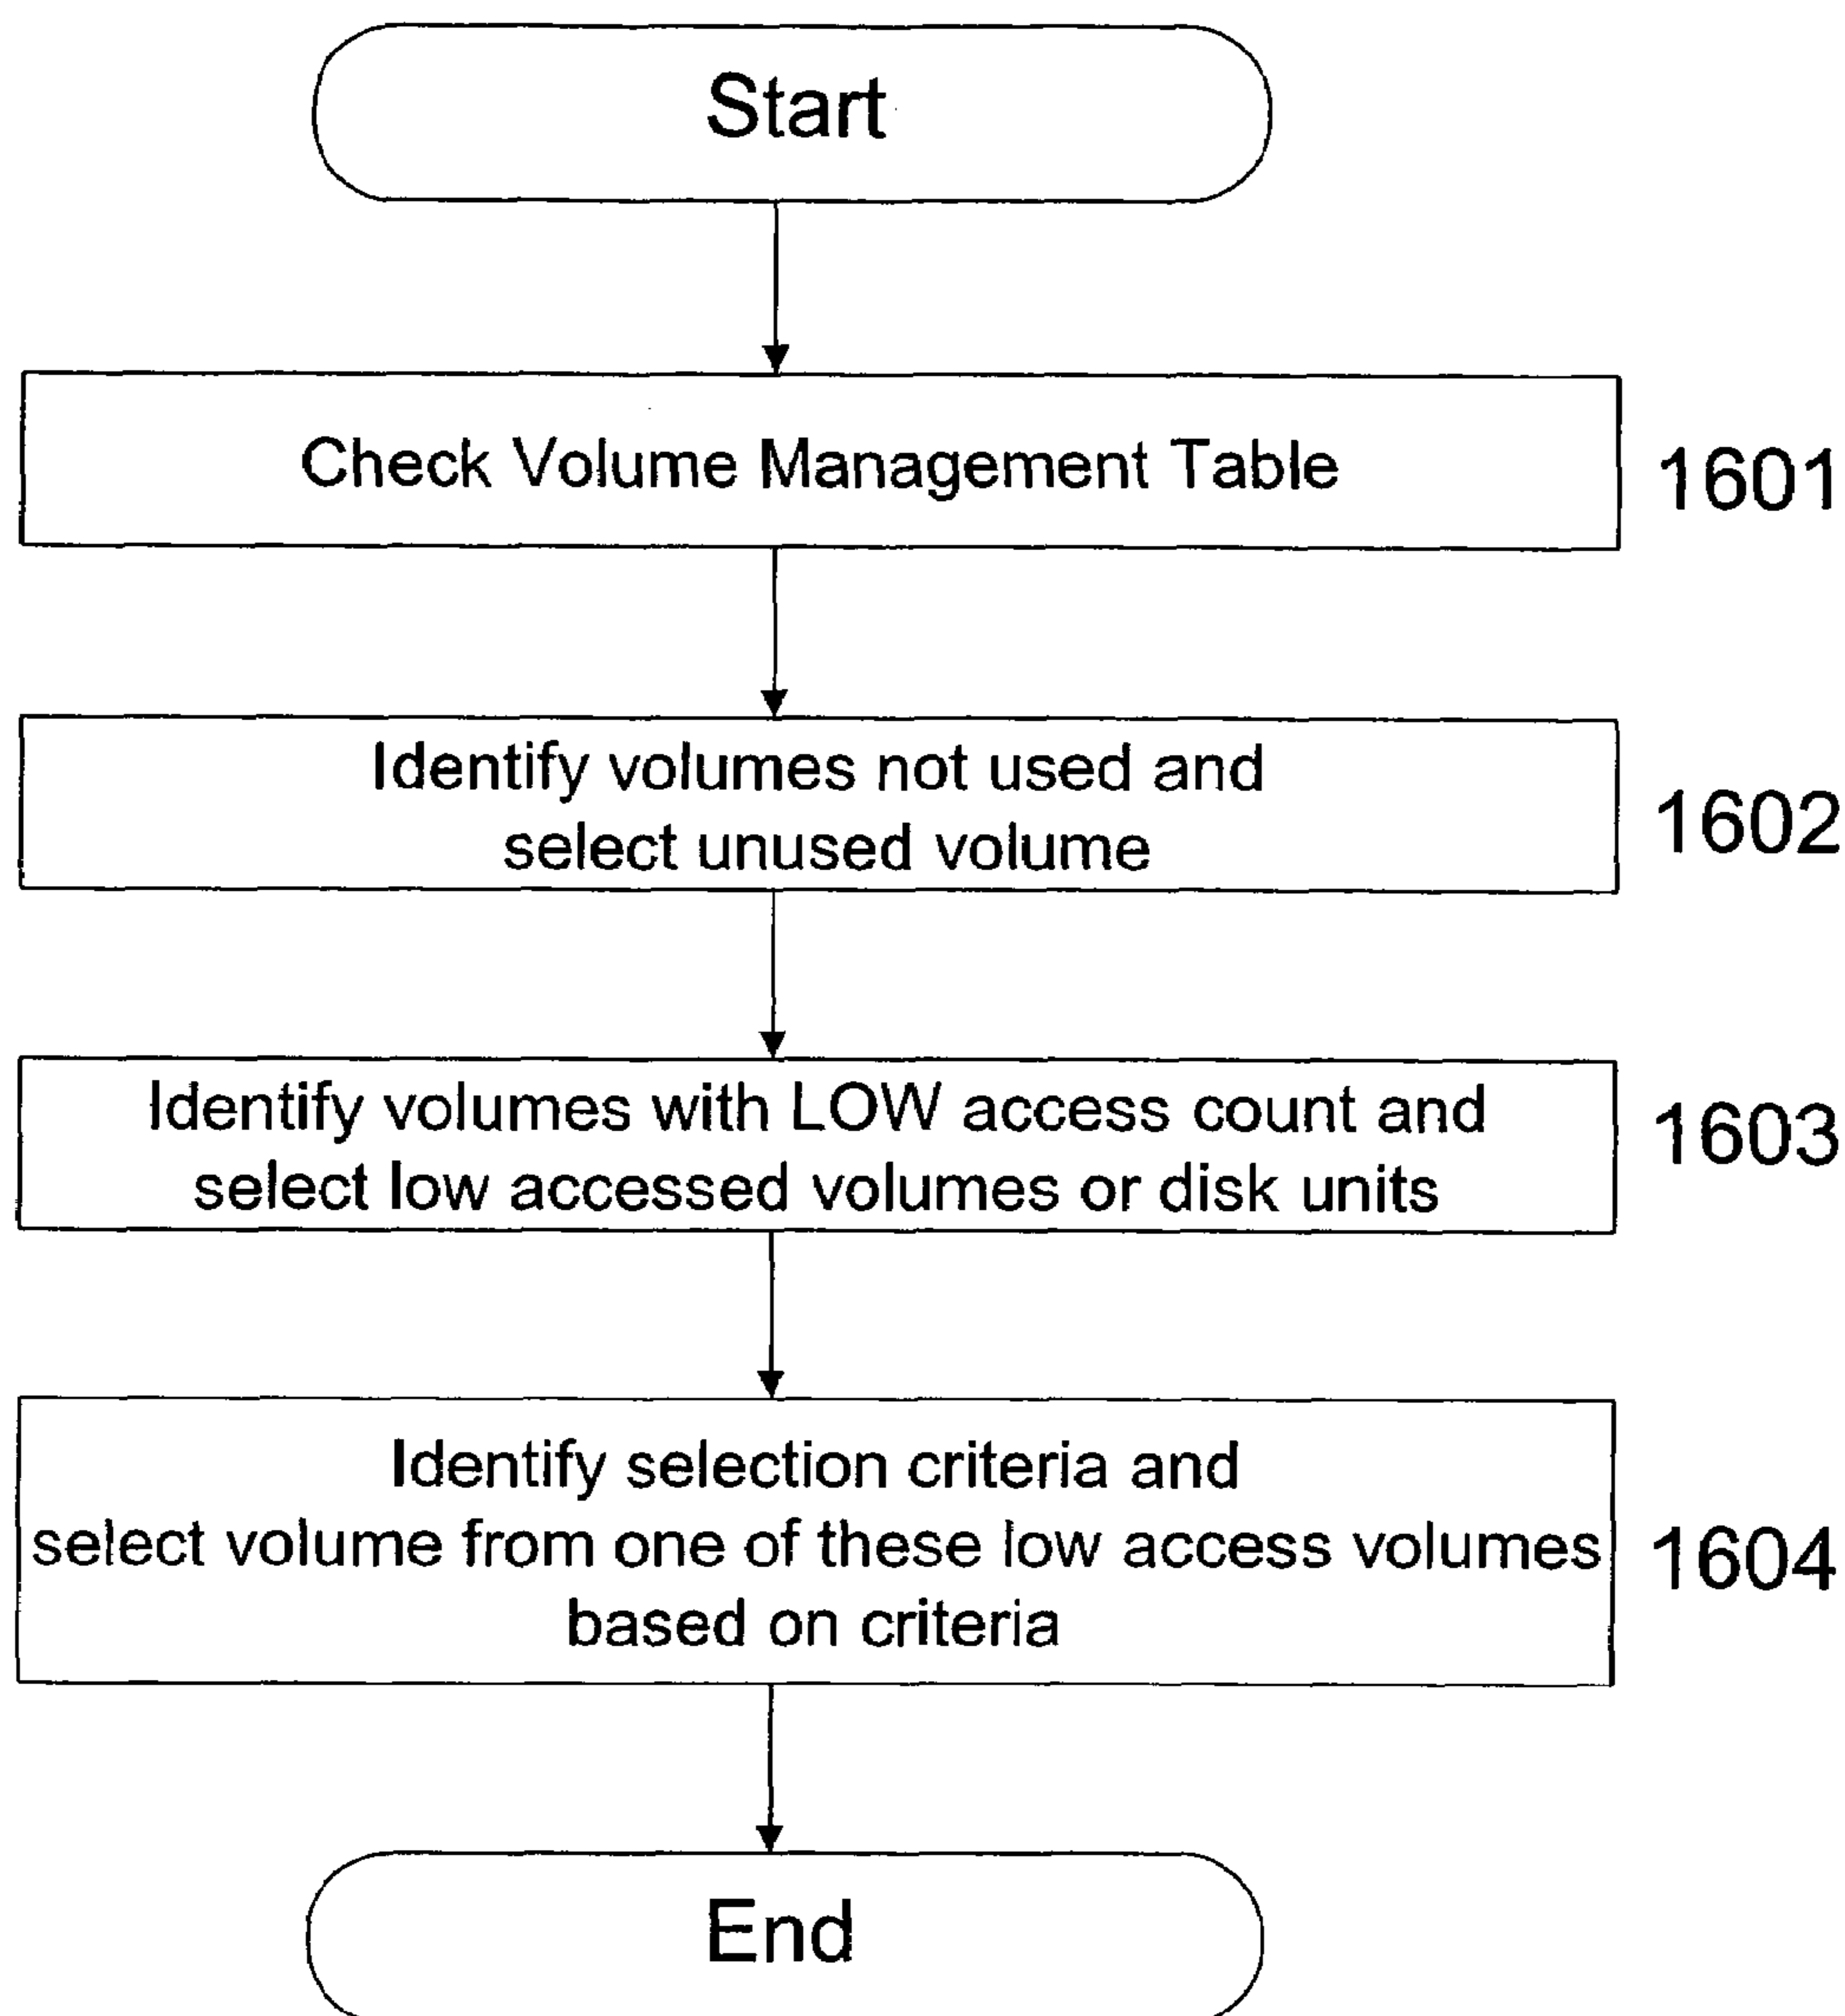 Start
Check Volume Management Table
1601
Identify volumes not used and
select unused volume
1602
Identify volumes with LOW access count and
select low accessed volumes or disk units
1603
Identify selection criteria and
select volume from one of these low access volumes
based on criteria
1604
End